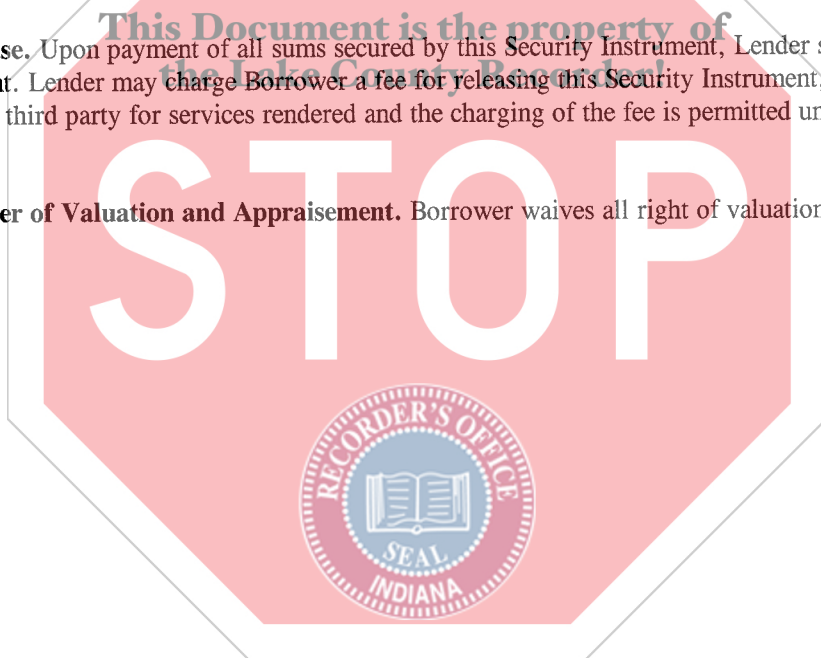 This Document is the property of
se. Upon payment of all sums secured by this Security Instrument, Lender s
the Lake County Recorder!
nt. Lender may charge Borrower a fee for releasing this Security Instrument,
third party for services rendered and the charging of the fee is permitted un
STOP
er of Valuation and Appraisement. Borrower waives all right of valuation
RECORDER'S OFFICE
SEAL
INDIANA